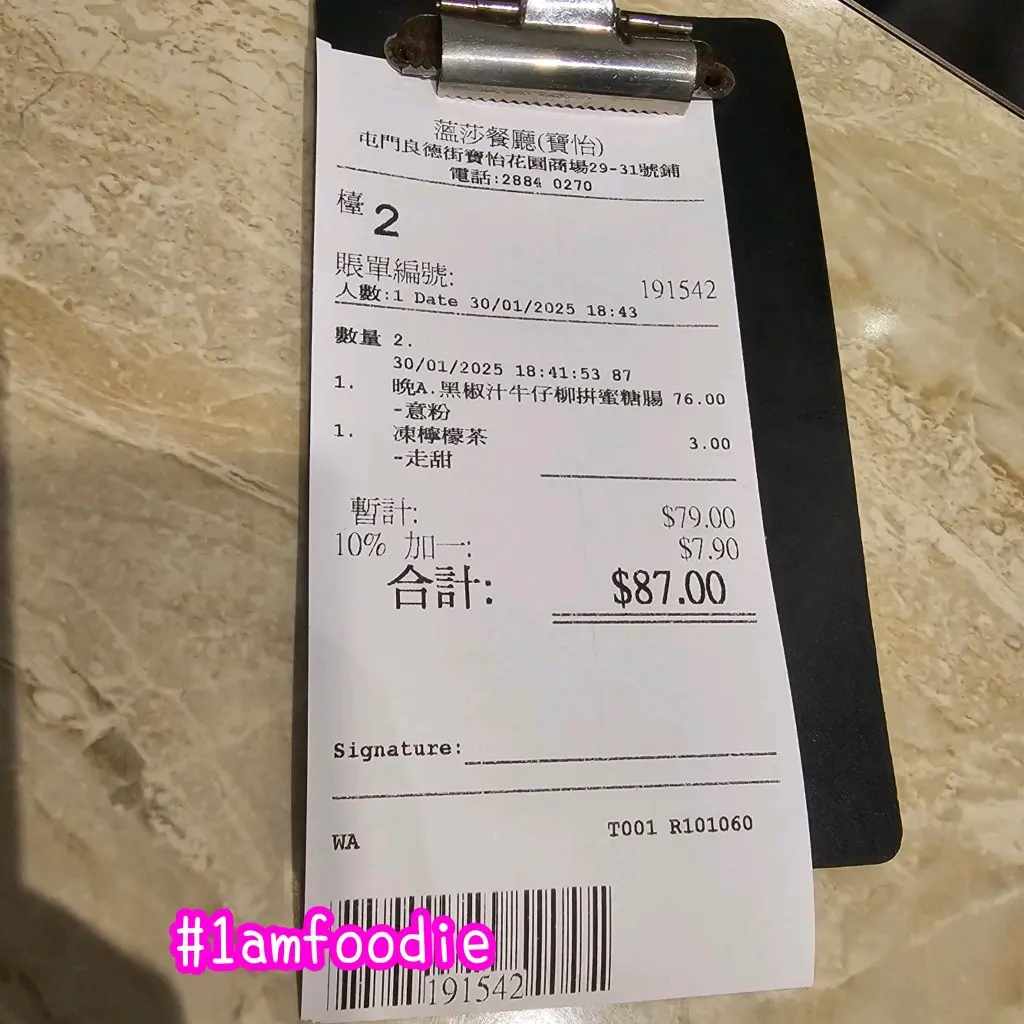 薀莎餐廳(寶怡)
屯門良德街寶怡花園商場29-31號鋪
電話:2884 0270
檯 2
賬單編號: 191542
人數:1 Date 30/01/2025 18:43
數量 2.
30/01/2025 18:41:53 87
1. 晚A.黑椒汁牛仔柳拼蜜糖腸 76.00
-意粉
1. 凍檸檬茶 3.00
-走甜
暫計: $79.00
10% 加一: $7.90
合計: $87.00
Signature:
WA T001 R101060
#1amfoodie
191542